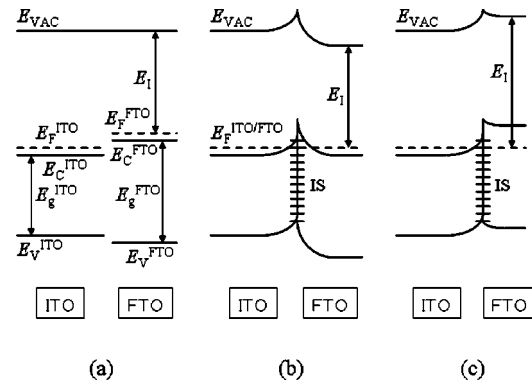 E_VAC
E_I
E_F^FTO
E_F^ITO
E_C^FTO
E_C^ITO
E_g^ITO
E_g^FTO
E_V^ITO
E_V^FTO
ITO
FTO
(a)
E_VAC
E_I
E_F^ITO/FTO
IS
ITO
FTO
(b)
E_VAC
E_I
IS
ITO
FTO
(c)